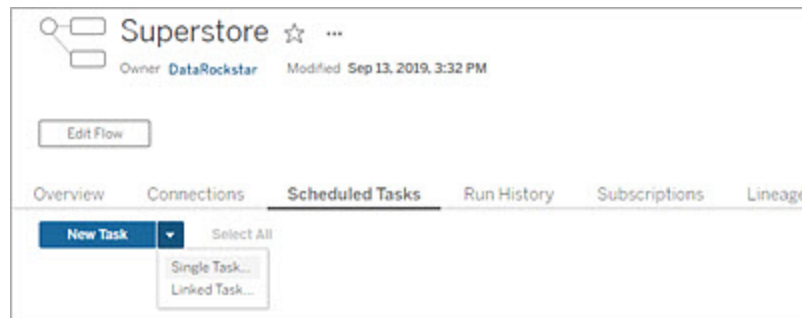 Superstore ☆ ...
Owner DataRockstar Modified Sep 13, 2019, 3:32 PM
Edit Flow
Overview Connections Scheduled Tasks Run History Subscriptions Lineage
New Task Select All
Single Task...
Linked Task...